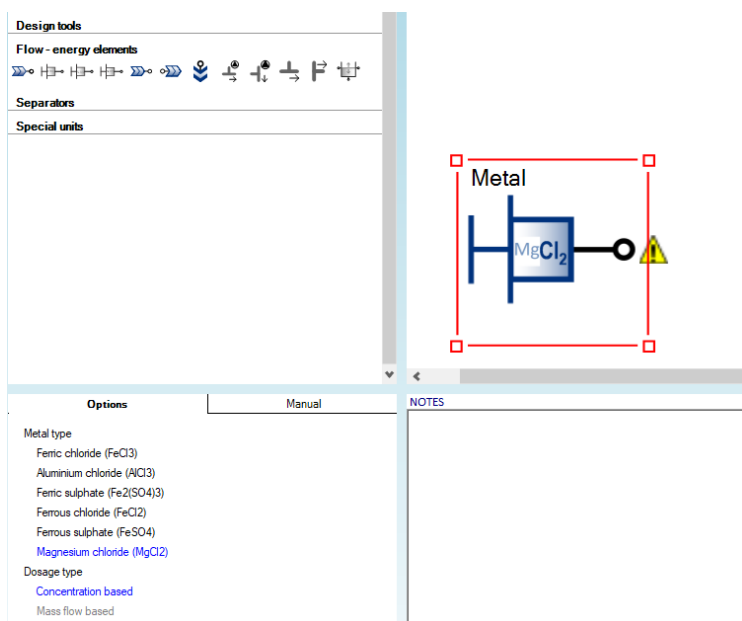 Design tools
Flow - energy elements
Separators
Special units
Metal
MgCl2
Options
Manual
Metal type
Ferric chloride (FeCl3)
Aluminium chloride (AlCl3)
Ferric sulphate (Fe2(SO4)3)
Ferrous chloride (FeCl2)
Ferrous sulphate (FeSO4)
Magnesium chloride (MgCl2)
Dosage type
Concentration based
Mass flow based
NOTES